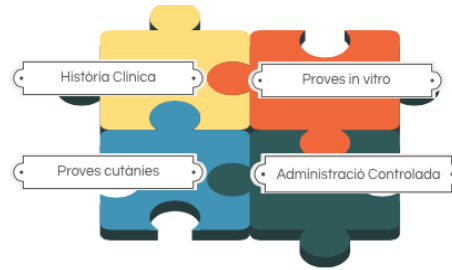 Història Clínica
Proves in vitro
Proves cutànies
Administració Controlada